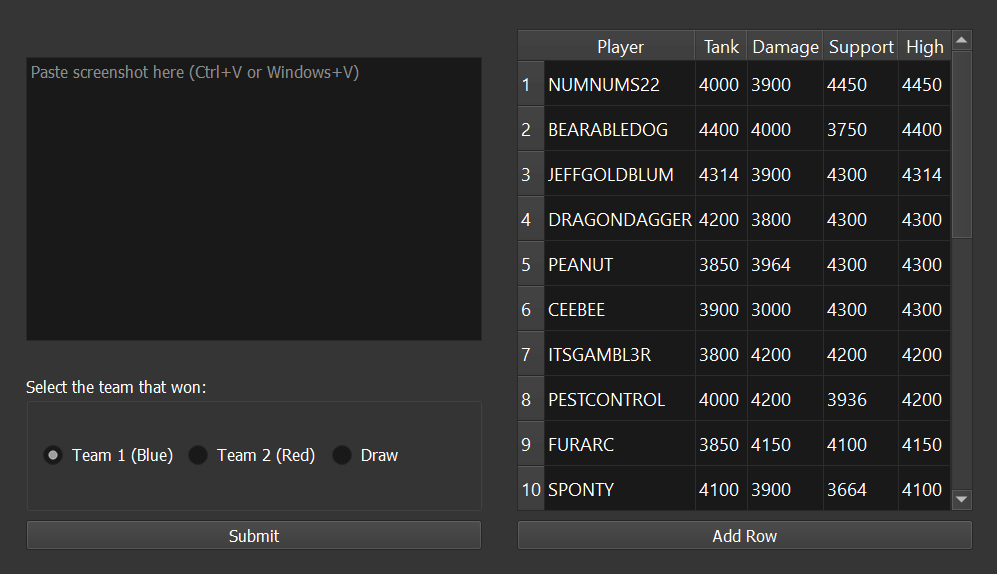 Paste screenshot here (Ctrl+V or Windows+V)
Select the team that won:
Team 1 (Blue) Team 2 (Red) Draw
Submit
Player Tank Damage Support High
1 NUMNUMS22 4000 3900 4450 4450
2 BEARABLEDOG 4400 4000 3750 4400
3 JEFFGOLDBLUM 4314 3900 4300 4314
4 DRAGONDAGGER 4200 3800 4300 4300
5 PEANUT 3850 3964 4300 4300
6 CEEBEE 3900 3000 4300 4300
7 ITSGAMBL3R 3800 4200 4200 4200
8 PESTCONTROL 4000 4200 3936 4200
9 FURARC 3850 4150 4100 4150
10 SPONTY 4100 3900 3664 4100
Add Row